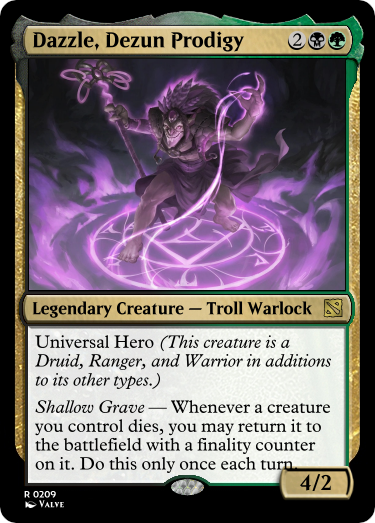 Dazzle, Dezun Prodigy 2
Legendary Creature — Troll Warlock
Universal Hero (This creature is a
Druid, Ranger, and Warrior in additions
to its other types.)
Shallow Grave — Whenever a creature
you control dies, you may return it to
the battlefield with a finality counter
on it. Do this only once each turn.
4/2
R 0209
Valve